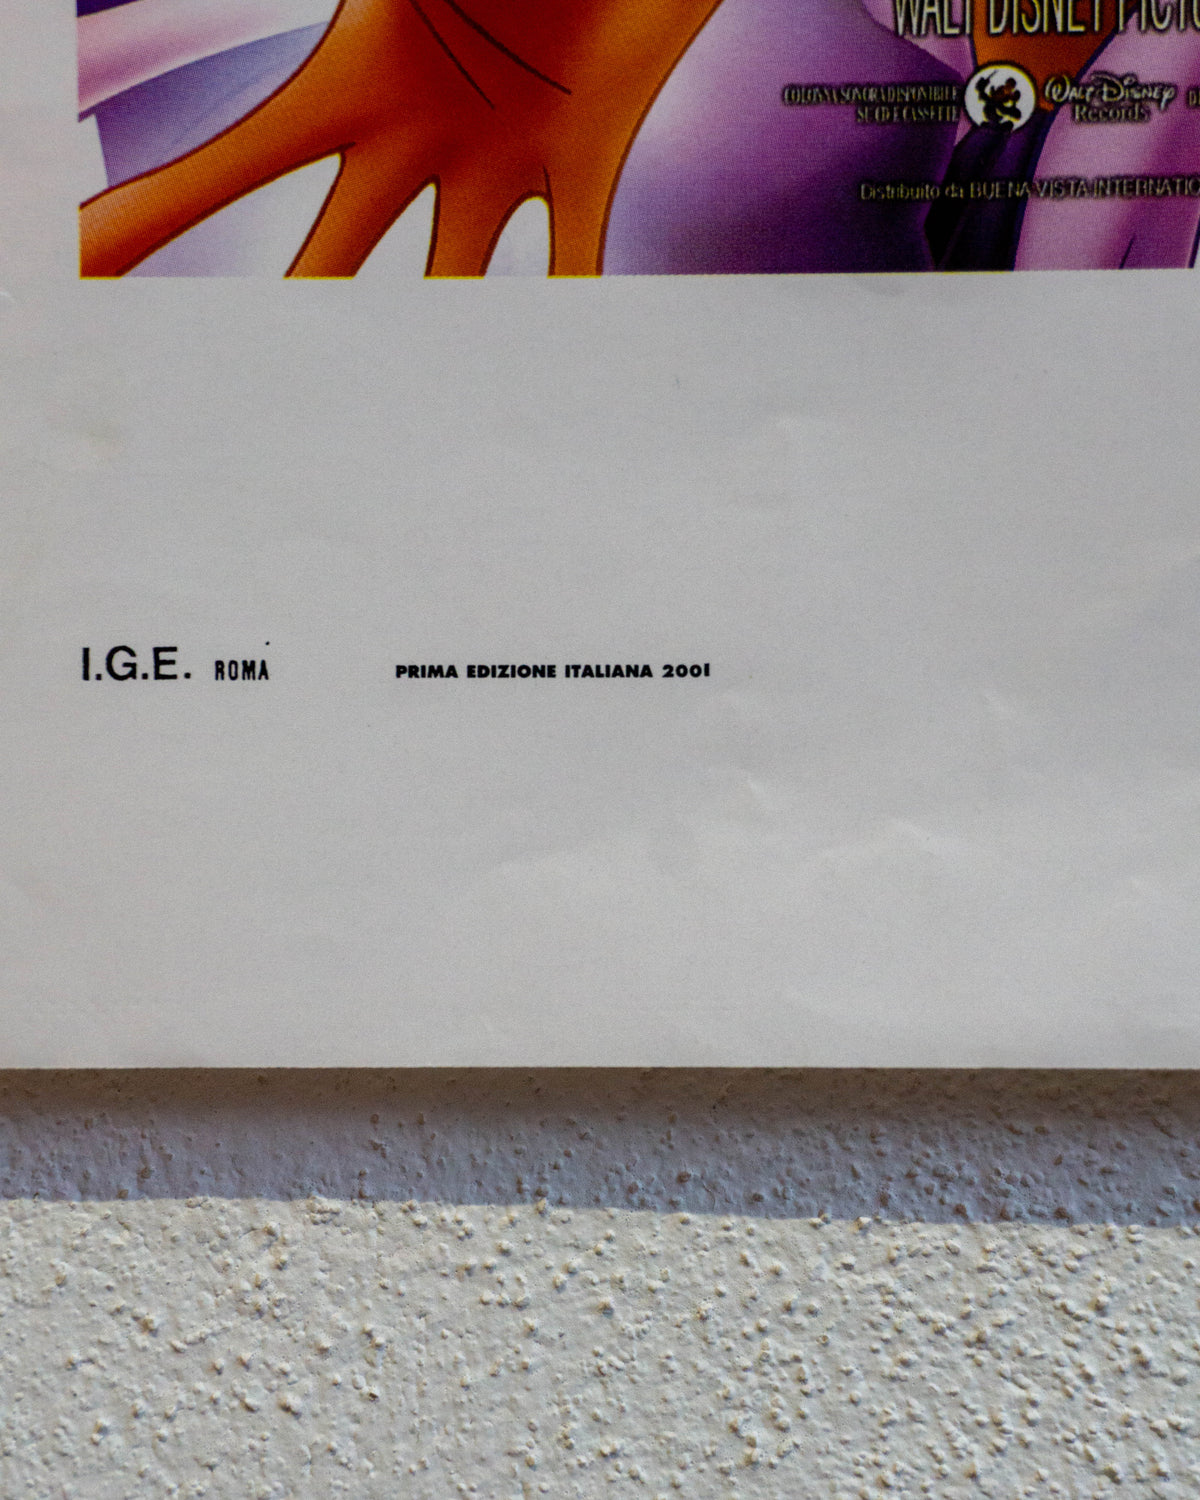 WALT DISNEY PICTU
COLONNA SONORA DISPONIBILE
SU CD E CASSETTE
WALT DISNEY
Records
Distribuito da BUENA VISTA INTERNATIO
I.G.E. ROMA
PRIMA EDIZIONE ITALIANA 2001